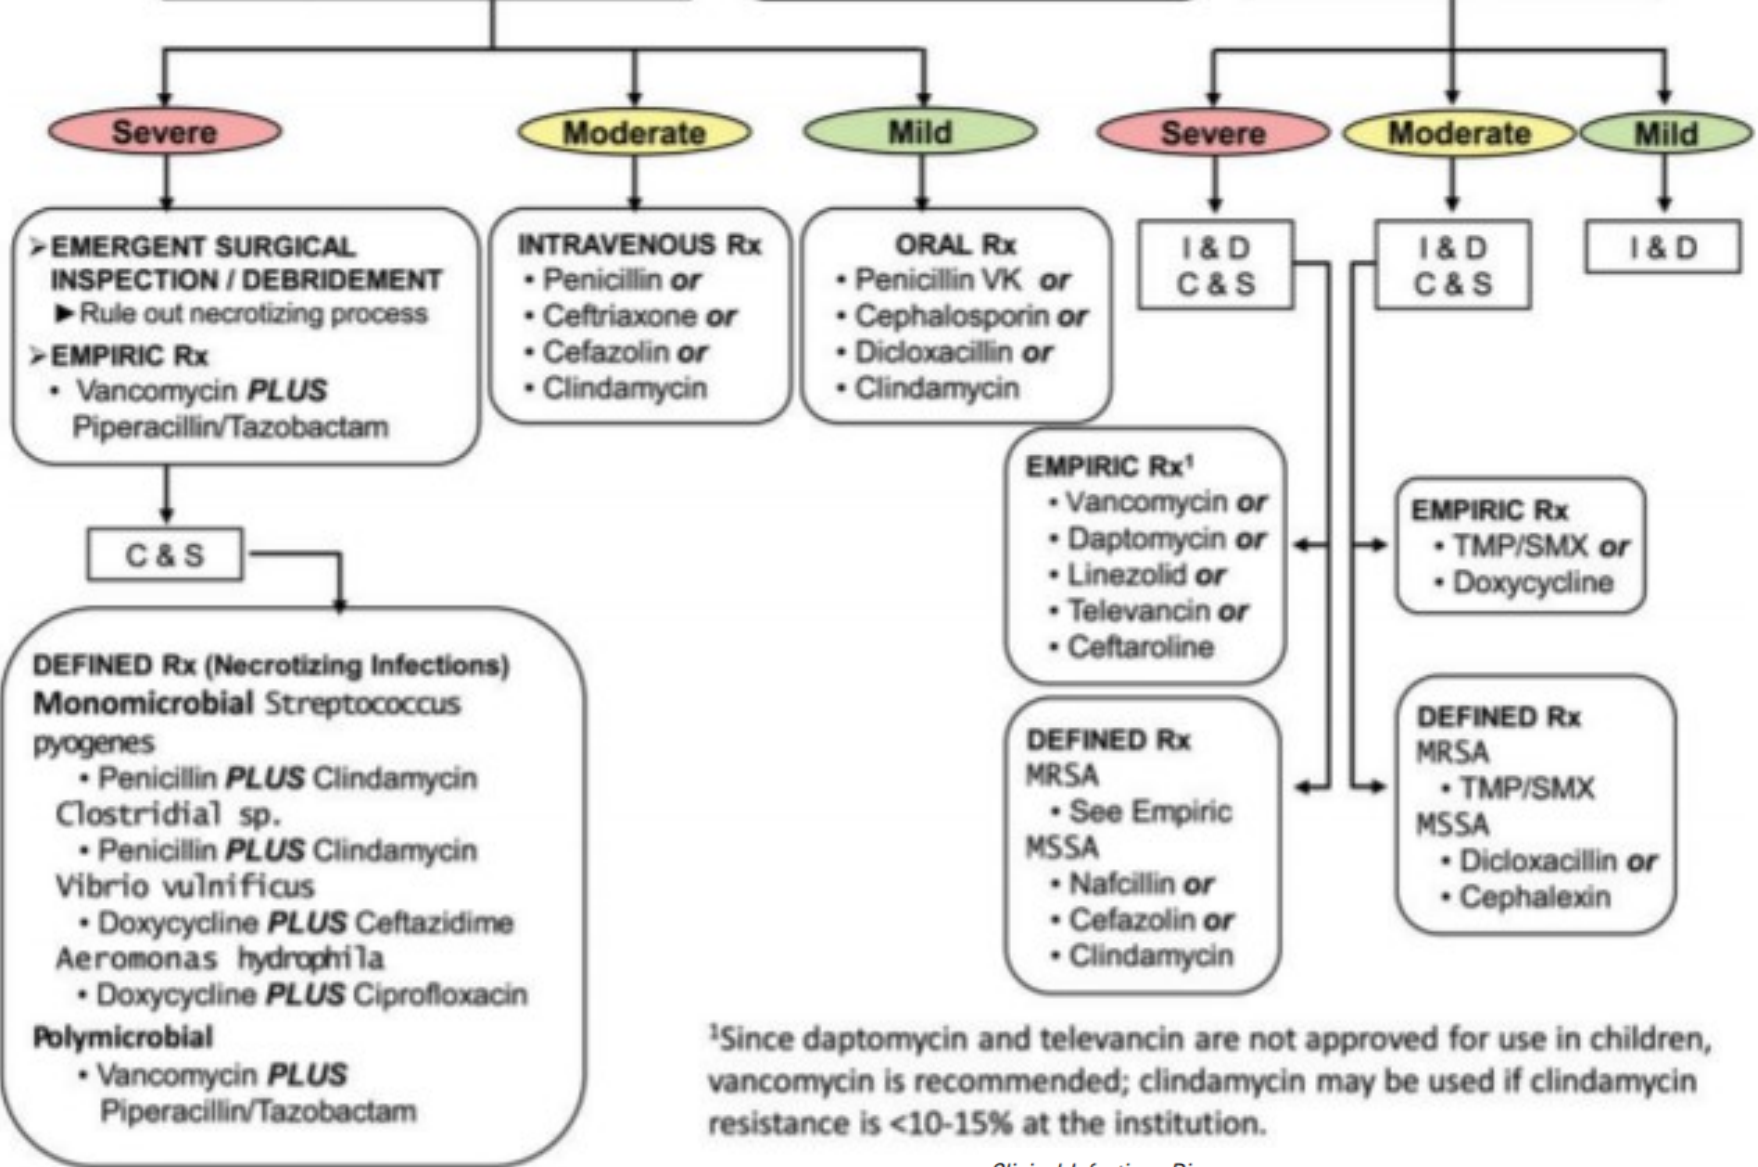 Severe
Moderate
Mild
Severe
Moderate
Mild
➢EMERGENT SURGICAL
INSPECTION / DEBRIDEMENT
►Rule out necrotizing process
➢EMPIRIC Rx
• Vancomycin PLUS
Piperacillin/Tazobactam
INTRAVENOUS Rx
• Penicillin or
• Ceftriaxone or
• Cefazolin or
• Clindamycin
ORAL Rx
• Penicillin VK or
• Cephalosporin or
• Dicloxacillin or
• Clindamycin
I & D
C & S
I & D
C & S
I & D
C & S
DEFINED Rx (Necrotizing Infections)
Monomicrobial Streptococcus
pyogenes
• Penicillin PLUS Clindamycin
Clostridial sp.
• Penicillin PLUS Clindamycin
Vibrio vulnificus
• Doxycycline PLUS Ceftazidime
Aeromonas hydrophila
• Doxycycline PLUS Ciprofloxacin
Polymicrobial
• Vancomycin PLUS
Piperacillin/Tazobactam
EMPIRIC Rx¹
• Vancomycin or
• Daptomycin or
• Linezolid or
• Televancin or
• Ceftaroline
EMPIRIC Rx
• TMP/SMX or
• Doxycycline
DEFINED Rx
MRSA
• See Empiric
MSSA
• Nafcillin or
• Cefazolin or
• Clindamycin
DEFINED Rx
MRSA
• TMP/SMX
MSSA
• Dicloxacillin or
• Cephalexin
¹Since daptomycin and televancin are not approved for use in children,
vancomycin is recommended; clindamycin may be used if clindamycin
resistance is <10-15% at the institution.